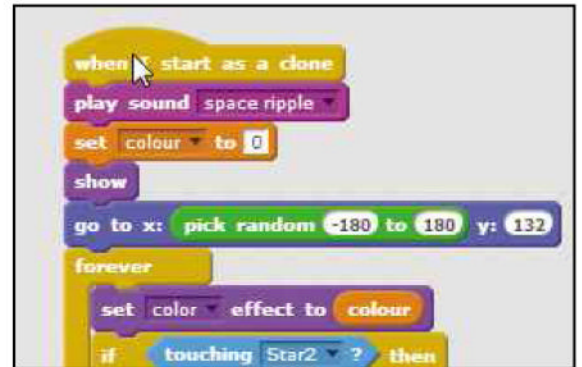 when start as a clone
play sound space ripple
set colour to 0
show
go to x: pick random -180 to 180 y: 132
forever
set color effect to colour
if touching Star2 ? then